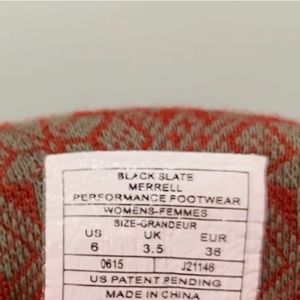 BLACK SLATE
MERRELL
PERFORMANCE FOOTWEAR
WOMENS-FEMMES
SIZE-GRANDEUR
US UK EUR
6 3.5 36
0615 J21146
US PATENT PENDING
MADE IN CHINA